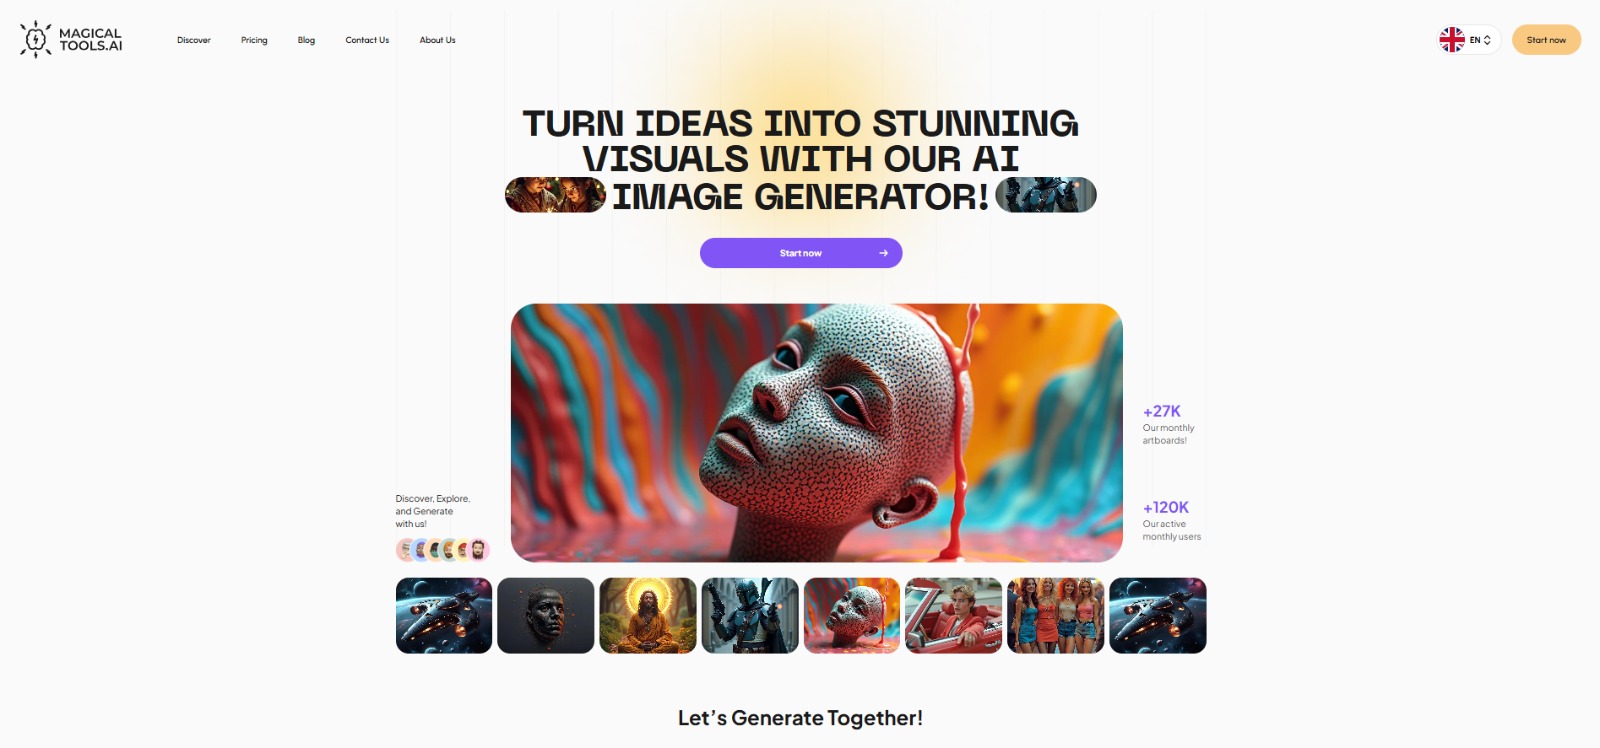 MAGICAL
TOOLS.AI
Discover
Pricing
Blog
Contact Us
About Us
EN
Start now
TURN IDEAS INTO STUNNING
VISUALS WITH OUR AI
IMAGE GENERATOR!
Start now
+27K
Our monthly
artboards!
Discover, Explore,
and Generate
with us!
+120K
Our active
monthly users
Let's Generate Together!